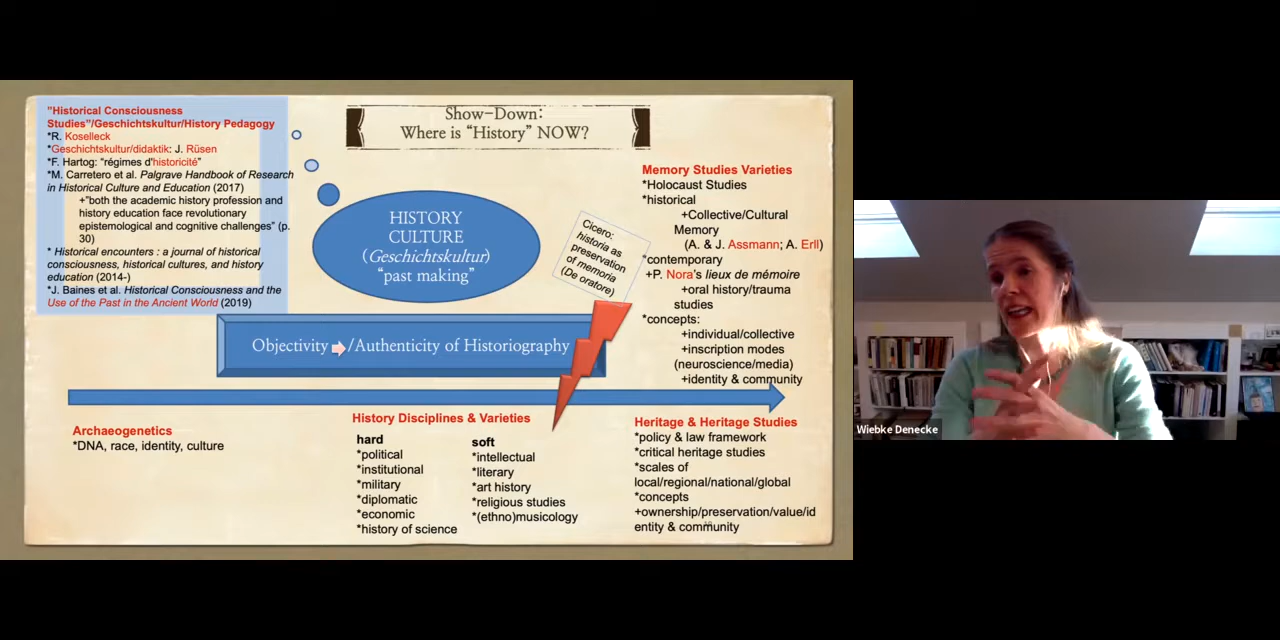 "Historical Consciousness
Studies"/Geschichtskultur/History Pedagogy
*R. Koselleck
*Geschichtskultur/didaktik: J. Rüsen
*F. Hartog: "régimes d'historicité"
*M. Carretero et al. Palgrave Handbook of Research
in Historical Culture and Education (2017)
+"both the academic history profession and
history education face revolutionary
epistemological and cognitive challenges" (p.
30)
* Historical encounters : a journal of historical
consciousness, historical cultures, and history
education (2014-)
*J. Baines et al. Historical Consciousness and the
Use of the Past in the Ancient World (2019)
Show-Down:
Where is "History" NOW?
HISTORY
CULTURE
(Geschichtskultur)
"past making"
Cicero:
historia as
preservation
of memoria
(De oratore)
Objectivity /Authenticity of Historiography
Memory Studies Varieties
*Holocaust Studies
*historical
+Collective/Cultural
Memory
(A. & J. Assmann; A. Erll)
*contemporary
+P. Nora's lieux de mémoire
+oral history/trauma
studies
*concepts:
+individual/collective
+inscription modes
(neuroscience/media)
+identity & community
Archaeogenetics
*DNA, race, identity, culture
History Disciplines & Varieties
hard
*political
*institutional
*military
*diplomatic
*economic
*history of science
soft
*intellectual
*literary
*art history
*religious studies
*(ethno)musicology
Heritage & Heritage Studies
*policy & law framework
*critical heritage studies
*scales of
local/regional/national/global
*concepts
+ownership/preservation/value/id
entity & community
Wiebke Denecke